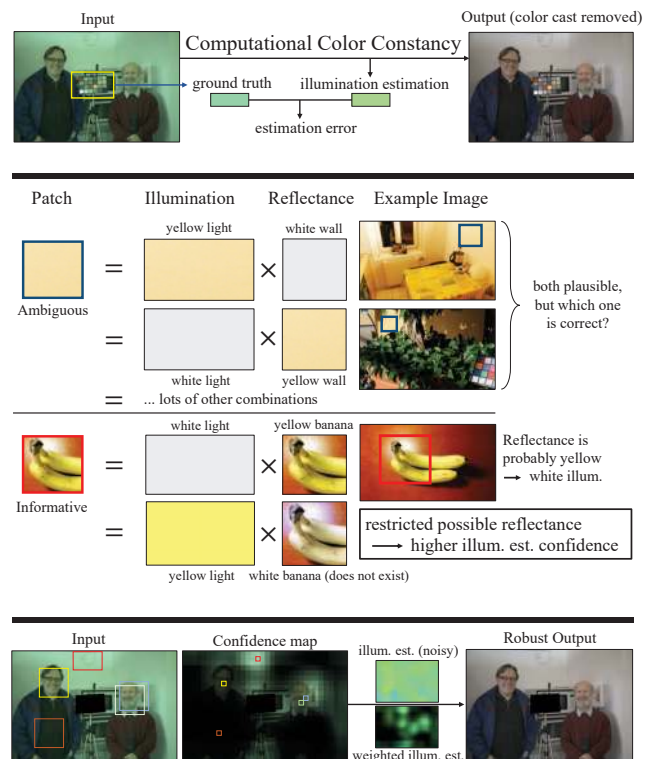 Input
Output (color cast removed)
Computational Color Constancy
ground truth
illumination estimation
estimation error
Patch
Illumination
Reflectance
Example Image
yellow light
white wall
=
×
Ambiguous
both plausible,
but which one
is correct?
=
×
white light
yellow wall
= ... lots of other combinations
white light
yellow banana
=
×
Informative
Reflectance is
probably yellow
→ white illum.
=
×
restricted possible reflectance
→ higher illum. est. confidence
yellow light
white banana (does not exist)
Input
Confidence map
illum. est. (noisy)
Robust Output
weighted illum. est.